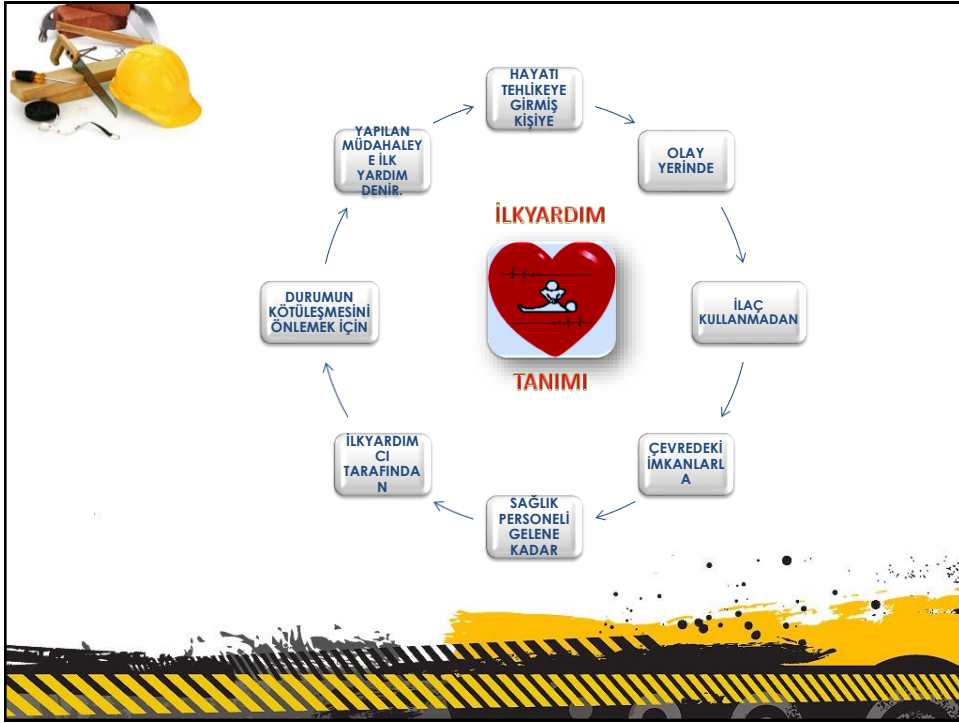 HAYATI
TEHLİKEYE
GİRMİŞ
KİŞİYE
OLAY
YERİNDE
İLAÇ
KULLANMADAN
ÇEVREDEKİ
İMKANLARL
A
SAĞLIK
PERSONELİ
GELENE
KADAR
İLKYARDIM
CI
TARAFINDA
N
DURUMUN
KÖTÜLEŞMESİNİ
ÖNLEMEK İÇİN
YAPILAN
MÜDAHALEY
E İLK
YARDIM
DENİR.
İLKYARDIM
TANIMI